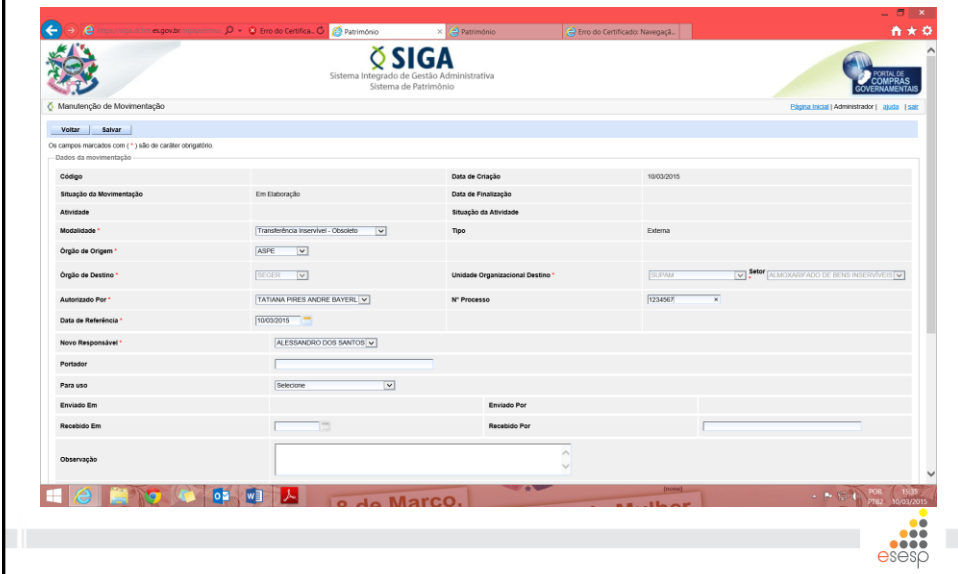 es.gov.br
Erro do Certifica..
Patrimônio
Patrimônio
Erro do Certificado: Navegaçã...
SIGA
Sistema Integrado de Gestão Administrativa
Sistema de Patrimônio
PORTAL DE
COMPRAS
GOVERNAMENTAIS
Manutenção de Movimentação
Página Inicial | Administrador | ajuda | sair
Voltar Salvar
Os campos marcados com ( * ) são de caráter obrigatório.
Dados da movimentação
Código Data de Criação 10/03/2015
Situação da Movimentação Em Elaboração Data de Finalização
Atividade Situação da Atividade
Modalidade * Transferência Inservível - Obsoleto Tipo Externa
Órgão de Origem * ASPE
Órgão de Destino * SEGER Unidade Organizacional Destino * SUPAM Setor * ALMOXARIFADO DE BENS INSERVÍVEIS
Autorizado Por * TATIANA PIRES ANDRE BAYERL N° Processo 1234567 ×
Data de Referência * 10/03/2015
Novo Responsável * ALESSANDRO DOS SANTOS
Portador
Para uso Selecione
Enviado Em Enviado Por
Recebido Em Recebido Por
Observação
8 de Março,
Mulher
POR 15:35
PTB2 10/03/2015
esesp